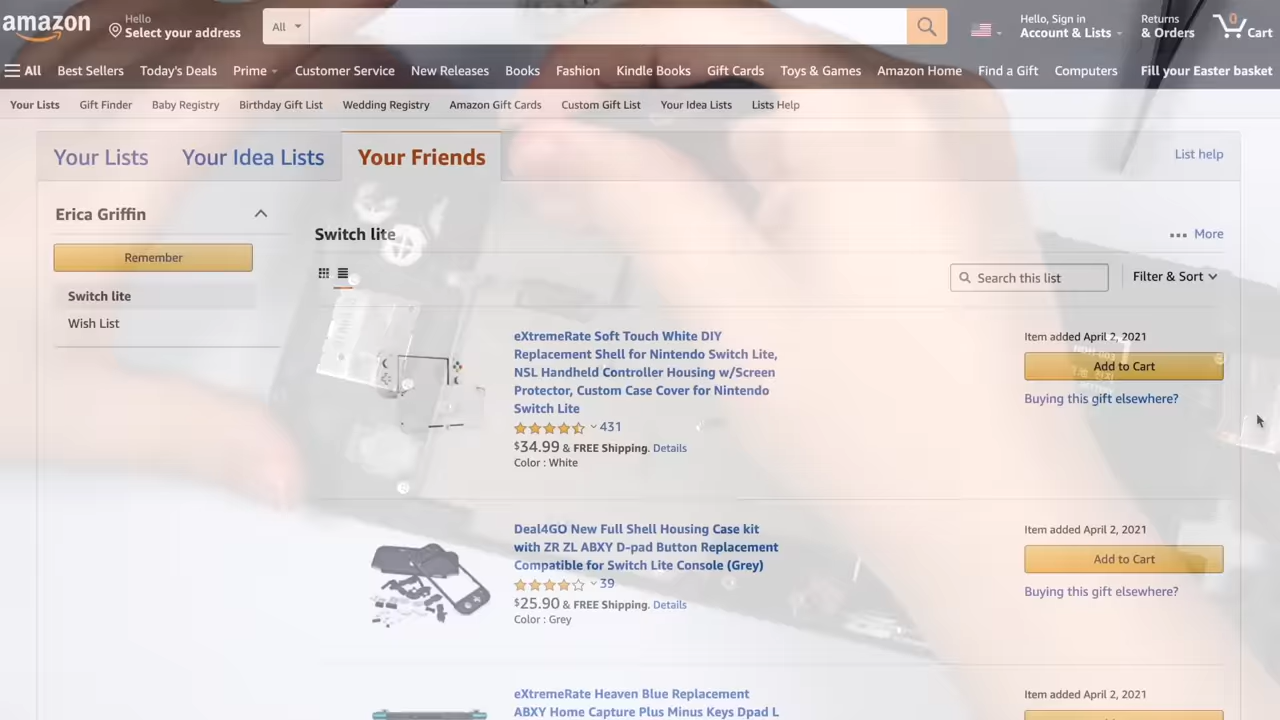 amazon
Hello
Select your address
All
Hello, Sign in
Account & Lists
Returns
& Orders
0
Cart
All
Best Sellers
Today's Deals
Prime
Customer Service
New Releases
Books
Fashion
Kindle Books
Gift Cards
Toys & Games
Amazon Home
Find a Gift
Computers
Fill your Easter basket
Your Lists
Gift Finder
Baby Registry
Birthday Gift List
Wedding Registry
Amazon Gift Cards
Custom Gift List
Your Idea Lists
Lists Help
Your Lists
Your Idea Lists
Your Friends
List help
Erica Griffin
Remember
Switch lite
Wish List
Switch lite
More
Search this list
Filter & Sort
eXtremeRate Soft Touch White DIY
Replacement Shell for Nintendo Switch Lite,
NSL Handheld Controller Housing w/Screen
Protector, Custom Case Cover for Nintendo
Switch Lite
431
$34.99 & FREE Shipping. Details
Color : White
Item added April 2, 2021
Add to Cart
Buying this gift elsewhere?
Deal4GO New Full Shell Housing Case kit
with ZR ZL ABXY D-pad Button Replacement
Compatible for Switch Lite Console (Grey)
39
$25.90 & FREE Shipping. Details
Color : Grey
Item added April 2, 2021
Add to Cart
Buying this gift elsewhere?
eXtremeRate Heaven Blue Replacement
ABXY Home Capture Plus Minus Keys Dpad L
Item added April 2, 2021